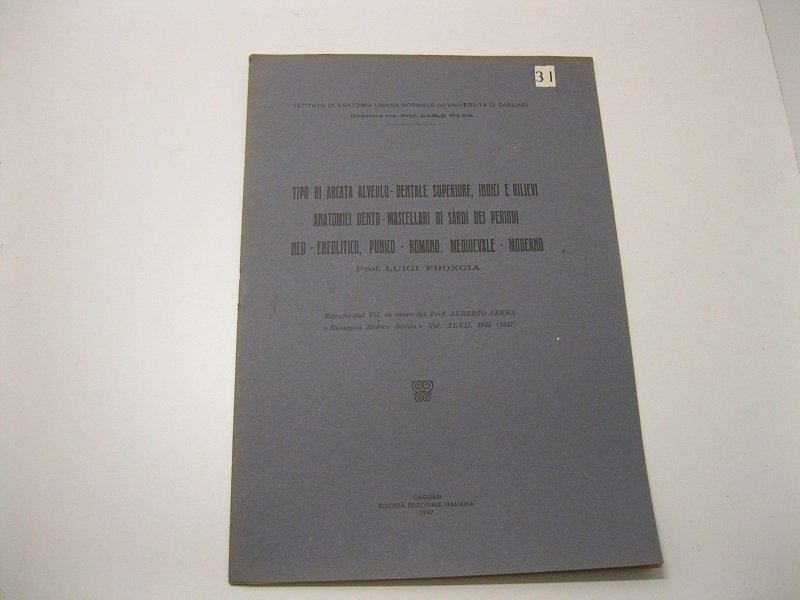 31
ISTITUTO DI ANATOMIA UMANA NORMALE dell'UNIVERSITÀ DI CAGLIARI
Direttore inc. Prof. CARLO MAXIA
TIPO DI ARCATA ALVEOLO - DENTALE SUPERIORE, INDICI E RILIEVI
ANATOMICI DENTO - MASCELLARI DI SARDI DEI PERIODI
NEO - ENEOLITICO, PUNICO - ROMANO, MEDIOEVALE - MODERNO
Prof. LUIGI FRONGIA
Estratto dal Vol. in onore del Prof. ALBERTO SERRA
« Rassegna Medica Sarda » Vol. XLVII. (1947)
CAGLIARI
SOCIETÀ EDITORIALE ITALIANA
1947